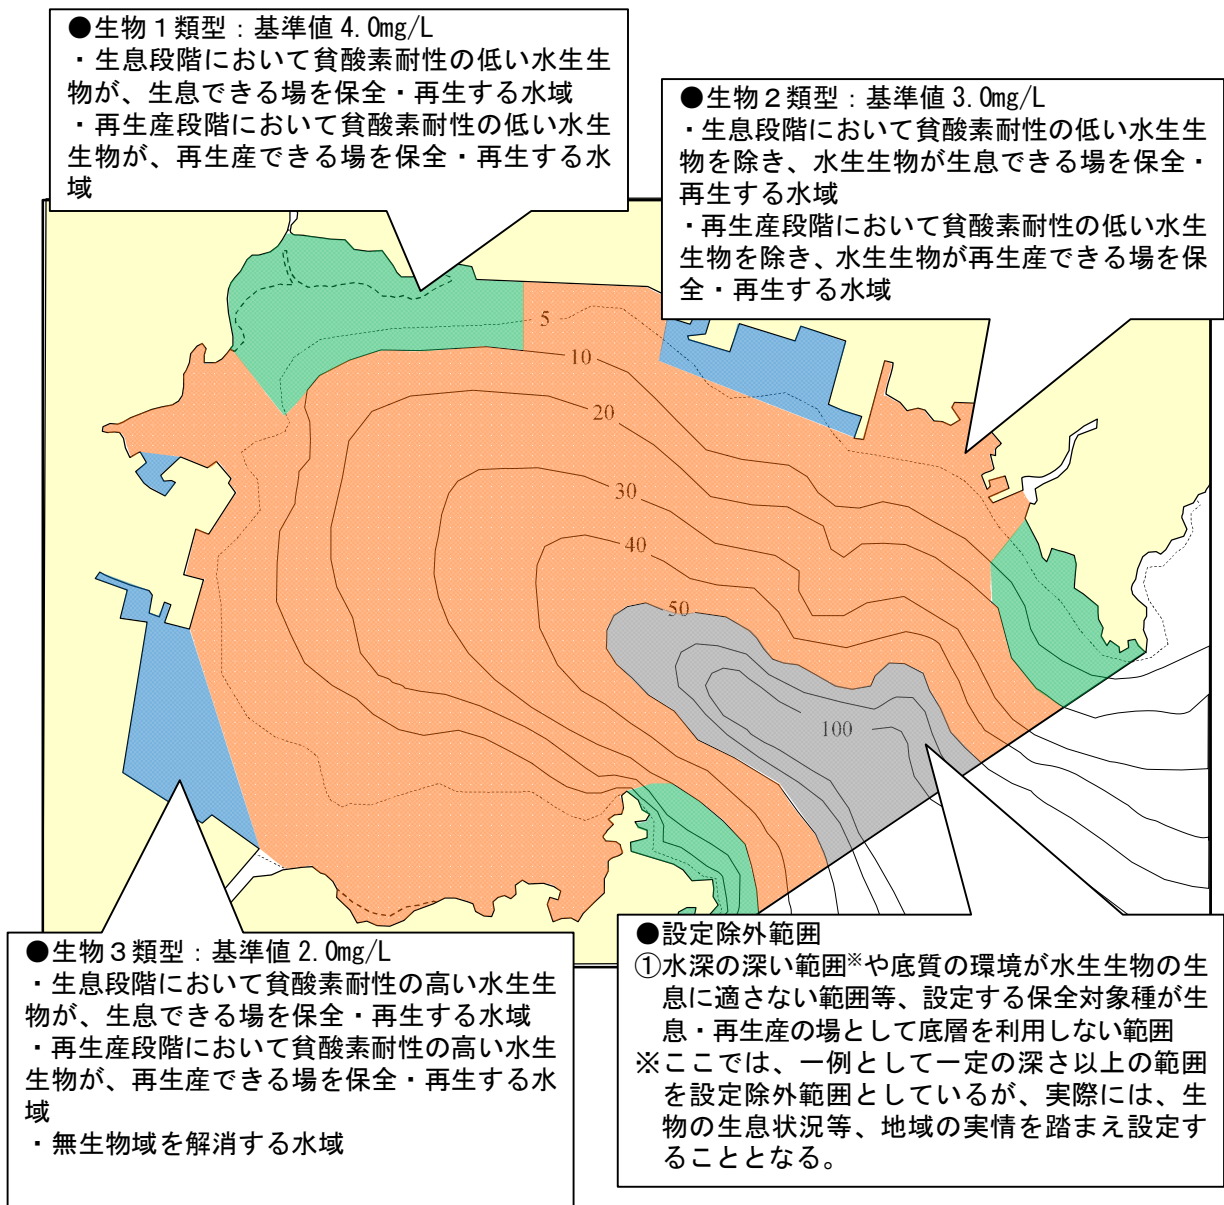 ●生物１類型：基準値 4.0mg/L
・生息段階において貧酸素耐性の低い水生生
物が、生息できる場を保全・再生する水域
・再生産段階において貧酸素耐性の低い水生
生物が、再生産できる場を保全・再生する水
域
●生物２類型：基準値 3.0mg/L
・生息段階において貧酸素耐性の低い水生生
物を除き、水生生物が生息できる場を保全・
再生する水域
・再生産段階において貧酸素耐性の低い水生
生物を除き、水生生物が再生産できる場を保
全・再生する水域
5
10
20
30
40
50
100
●生物３類型：基準値 2.0mg/L
・生息段階において貧酸素耐性の高い水生生
物が、生息できる場を保全・再生する水域
・再生産段階において貧酸素耐性の高い水生
生物が、再生産できる場を保全・再生する水
域
・無生物域を解消する水域
●設定除外範囲
①水深の深い範囲※や底質の環境が水生生物の生
息に適さない範囲等、設定する保全対象種が生
息・再生産の場として底層を利用しない範囲
※ここでは、一例として一定の深さ以上の範囲
を設定除外範囲としているが、実際には、生
物の生息状況等、地域の実情を踏まえ設定す
ることとなる。